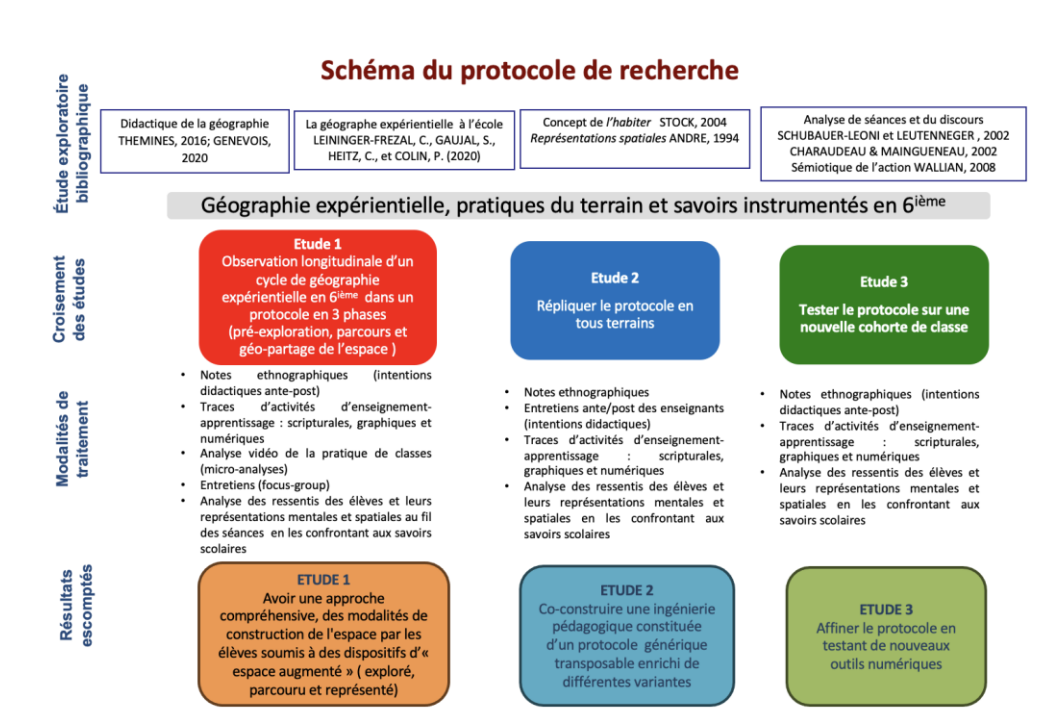 Schéma du protocole de recherche
Étude exploratoire
bibliographique
Didactique de la géographie
THEMINES, 2016; GENEVOIS,
2020
La géographe expérientielle à l'école
LEININGER-FREZAL, C., GAUJAL, S.,
HEITZ, C., et COLIN, P. (2020)
Concept de l'habiter STOCK, 2004
Représentations spatiales ANDRE, 1994
Analyse de séances et du discours
SCHUBAUER-LEONI et LEUTENNEGER , 2002
CHARAUDEAU & MAINGUENEAU, 2002
Sémiotique de l'action WALLIAN, 2008
Géographie expérientielle, pratiques du terrain et savoirs instrumentés en 6ième
Croisement
des études
Etude 1
Observation longitudinale d'un
cycle de géographie
expérientielle en 6ième dans un
protocole en 3 phases
(pré-exploration, parcours et
géo-partage de l'espace )
Etude 2
Répliquer le protocole en
tous terrains
Etude 3
Tester le protocole sur une
nouvelle cohorte de classe
Modalités de
traitement
• Notes ethnographiques (intentions
didactiques ante-post)
• Traces d'activités d'enseignement-
apprentissage : scripturales, graphiques et
numériques
• Analyse vidéo de la pratique de classes
(micro-analyses)
• Entretiens (focus-group)
• Analyse des ressentis des élèves et leurs
représentations mentales et spatiales au fil
des séances en les confrontant aux savoirs
scolaires
• Notes ethnographiques
• Entretiens ante/post des enseignants
(intentions didactiques)
• Traces d'activités d'enseignement-
apprentissage : scripturales,
graphiques et numériques
• Analyse des ressentis des élèves et
leurs représentations mentales et
spatiales en les confrontant aux
savoirs scolaires
• Notes ethnographiques (intentions
didactiques ante-post)
• Traces d'activités d'enseignement-
apprentissage : scripturales,
graphiques et numériques
• Analyse des ressentis des élèves et
leurs représentations mentales et
spatiales en les confrontant aux
savoirs scolaires
Résultats
escomptés
ETUDE 1
Avoir une approche
compréhensive, des modalités de
construction de l'espace par les
élèves soumis à des dispositifs d'«
espace augmenté » ( exploré,
parcouru et représenté)
ETUDE 2
Co-construire une ingénierie
pédagogique constituée
d'un protocole générique
transposable enrichi de
différentes variantes
ETUDE 3
Affiner le protocole en
testant de nouveaux
outils numériques